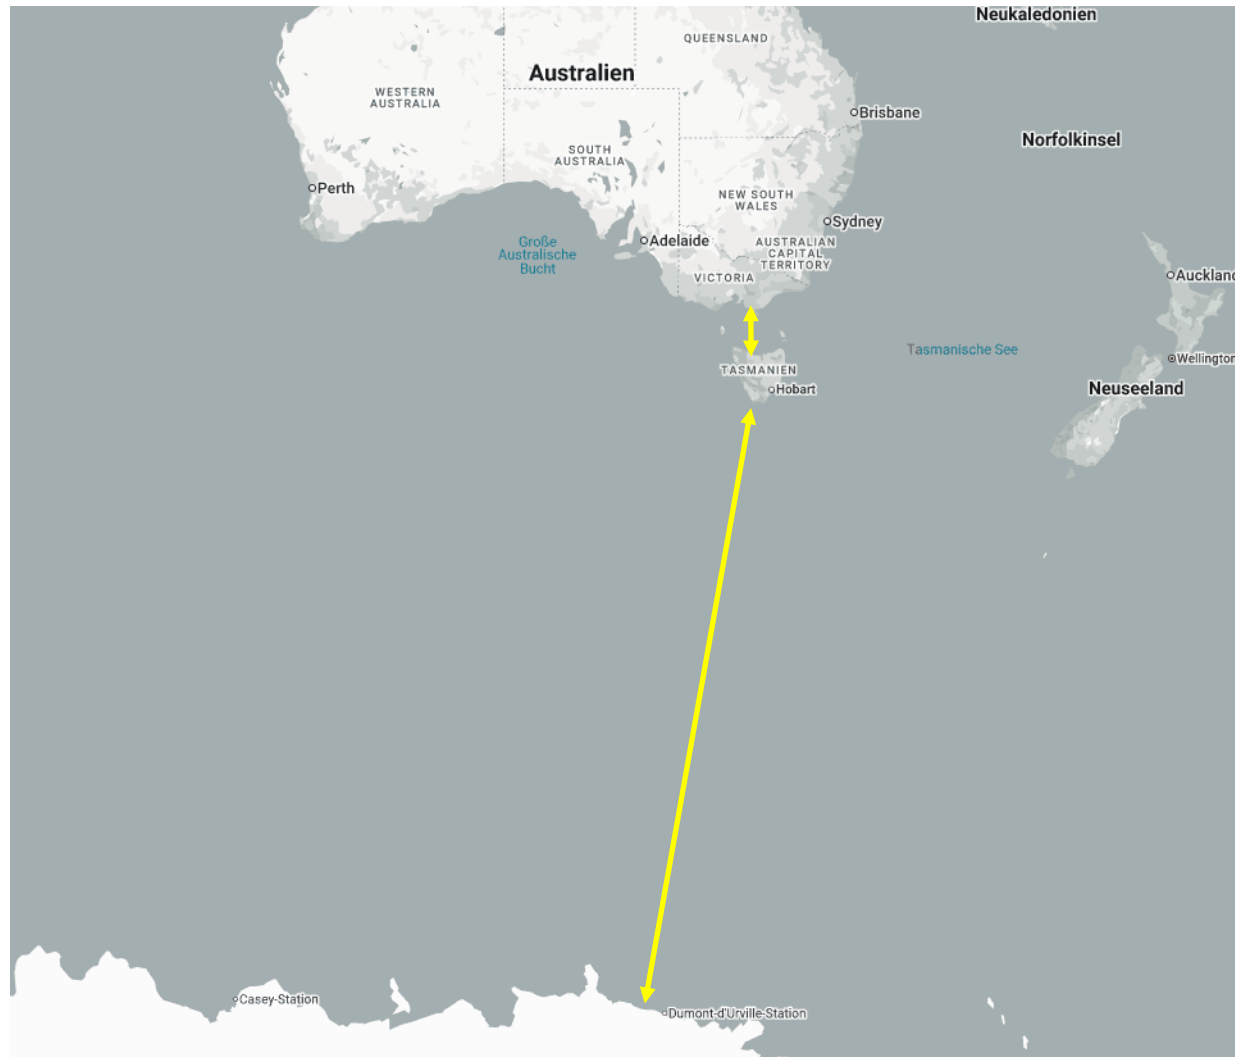 Neukaledonien
QUEENSLAND
Australien
WESTERN
AUSTRALIA
Brisbane
Norfolkinsel
SOUTH
AUSTRALIA
Perth
NEW SOUTH
WALES
Sydney
Adelaide
AUSTRALIAN
CAPITAL
TERRITORY
Große
Australische
Bucht
VICTORIA
Auckland
Tasmanische See
Wellington
TASMANIEN
Hobart
Neuseeland
Casey-Station
Dumont-d'Urville-Station